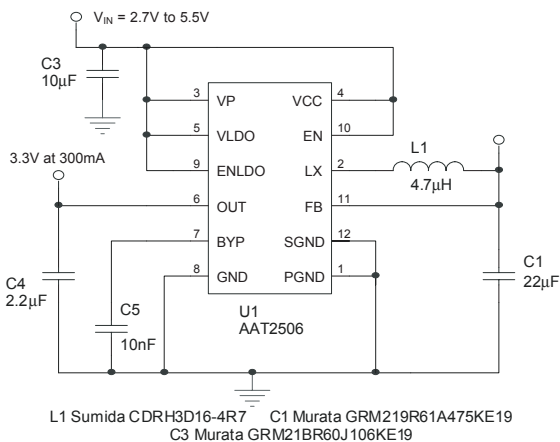 V_IN = 2.7V to 5.5V
C3
10μF
3 VP VCC 4
5 VLDO EN 10
9 ENLDO LX 2
L1
4.7μH
3.3V at 300mA
6 OUT FB 11
7 BYP SGND 12
8 GND PGND 1
C4
2.2μF
C5
10nF
C1
22μF
U1
AAT2506
L1 Sumida CDRH3D16-4R7 C1 Murata GRM219R61A475KE19
C3 Murata GRM21BR60J106KE19